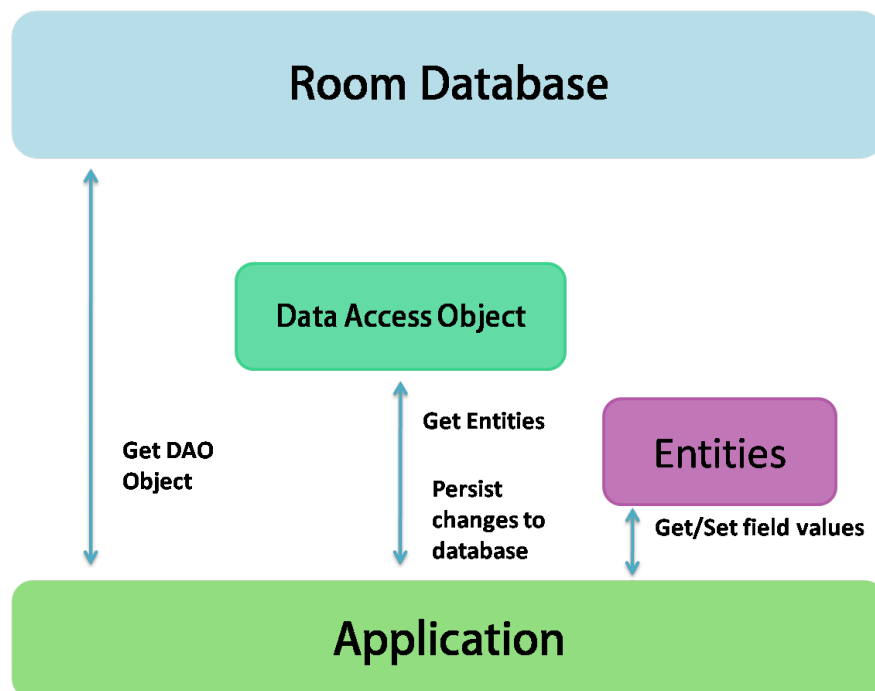 Room Database
Data Access Object
Get Entities
Entities
Get DAO
Object
Persist
changes to
database
Get/Set field values
Application